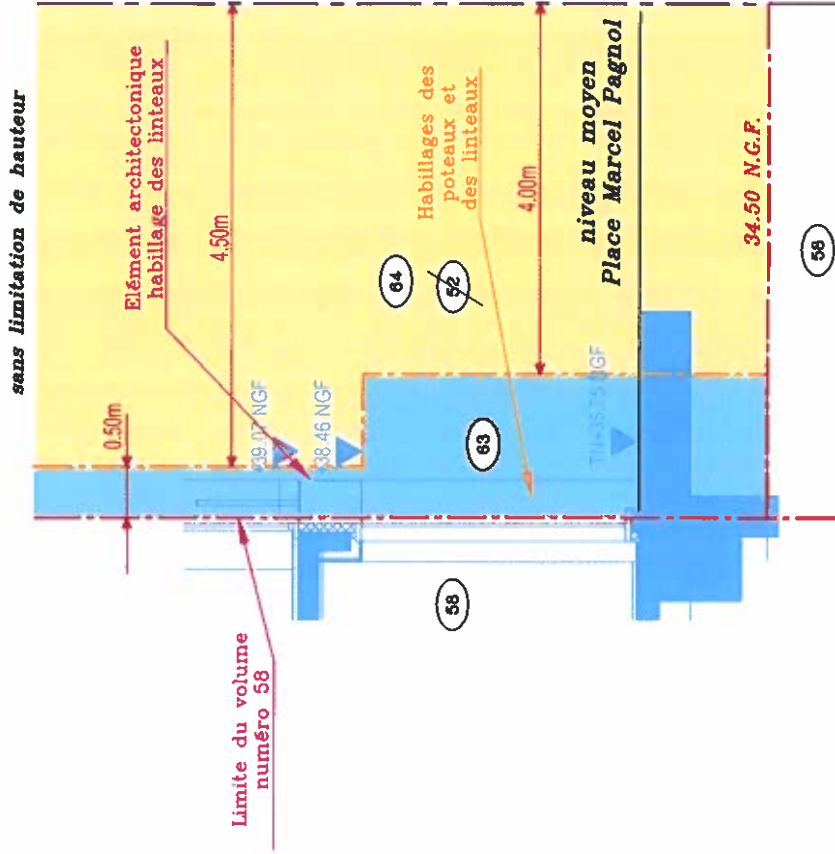 sans limitation de hauteur
0.50m
Elément architectonique
habillage des linteaux
4.50m
39.07 NGF
38.46 NGF
Limite du volume
numéro 58
Habillages des
poteaux et
des linteaux
64
52
4.00m
63
58
niveau moyen
Place Marcel Pagnol
34.50 N.G.F.
58